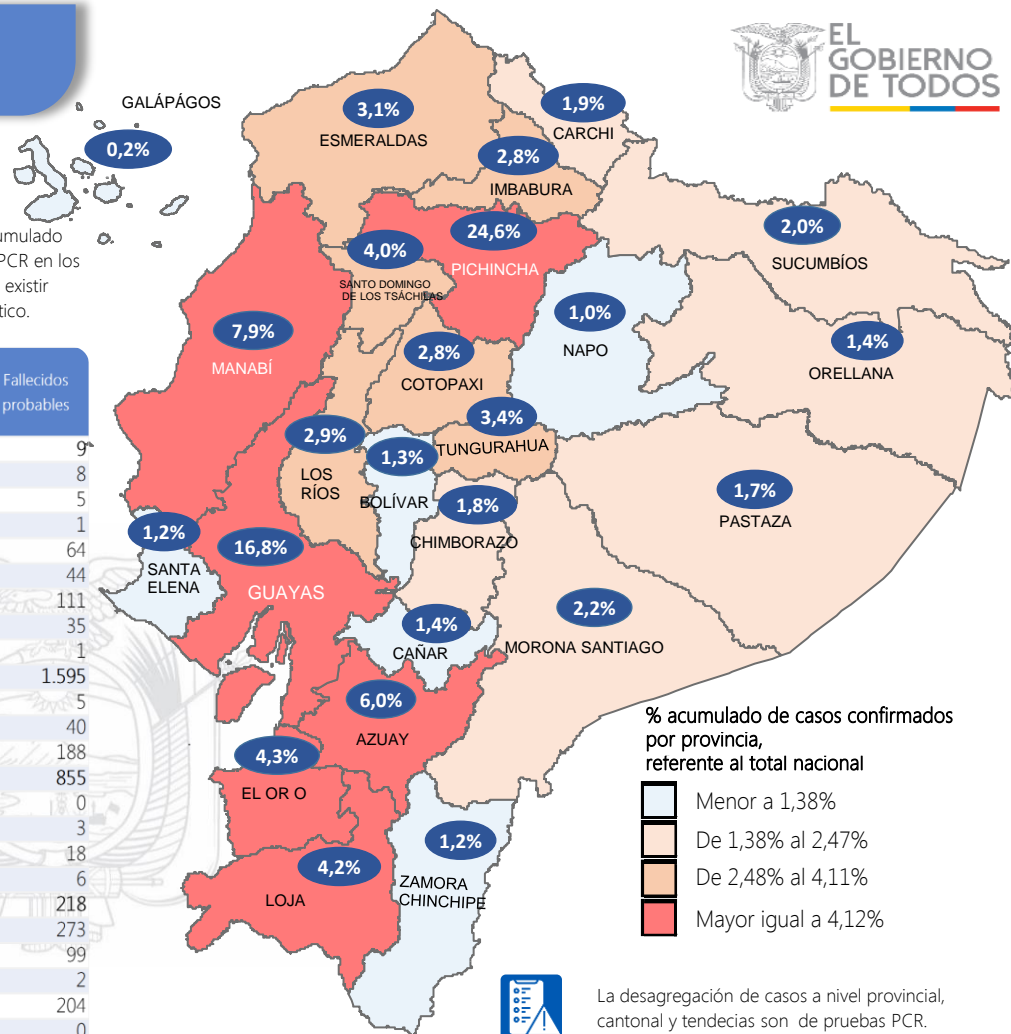 EL
GOBIERNO
DE TODOS
GALÁPÁGOS
0,2%
3,1%
ESMERALDAS
1,9%
CARCHI
2,8%
IMBABURA
2,0%
SUCUMBÍOS
24,6%
PICHINCHA
4,0%
SANTO DOMINGO
DE LOS TSÁCHILAS
PCR en los
existir
7,9%
MANABÍ
1,0%
NAPO
1,4%
ORELLANA
2,8%
COTOPAXI
3,4%
TUNGURAHUA
2,9%
LOS
RÍOS
1,3%
BOLÍVAR
1,8%
CHIMBORAZO
1,7%
PASTAZA
1,2%
SANTA
ELENA
16,8%
GUAYAS
1,4%
CAÑAR
2,2%
MORONA SANTIAGO
6,0%
AZUAY
4,3%
EL OR O
4,2%
LOJA
1,2%
ZAMORA
CHINCHIPE
Fallecidos
probables
9
8
5
1
64
44
111
35
1
1.595
5
40
188
855
0
3
18
6
218
273
99
2
204
0
% acumulado de casos confirmados
por provincia,
referente al total nacional
Menor a 1,38%
De 1,38% al 2,47%
De 2,48% al 4,11%
Mayor igual a 4,12%
La desagregación de casos a nivel provincial,
cantonal y tendecias son de pruebas PCR.